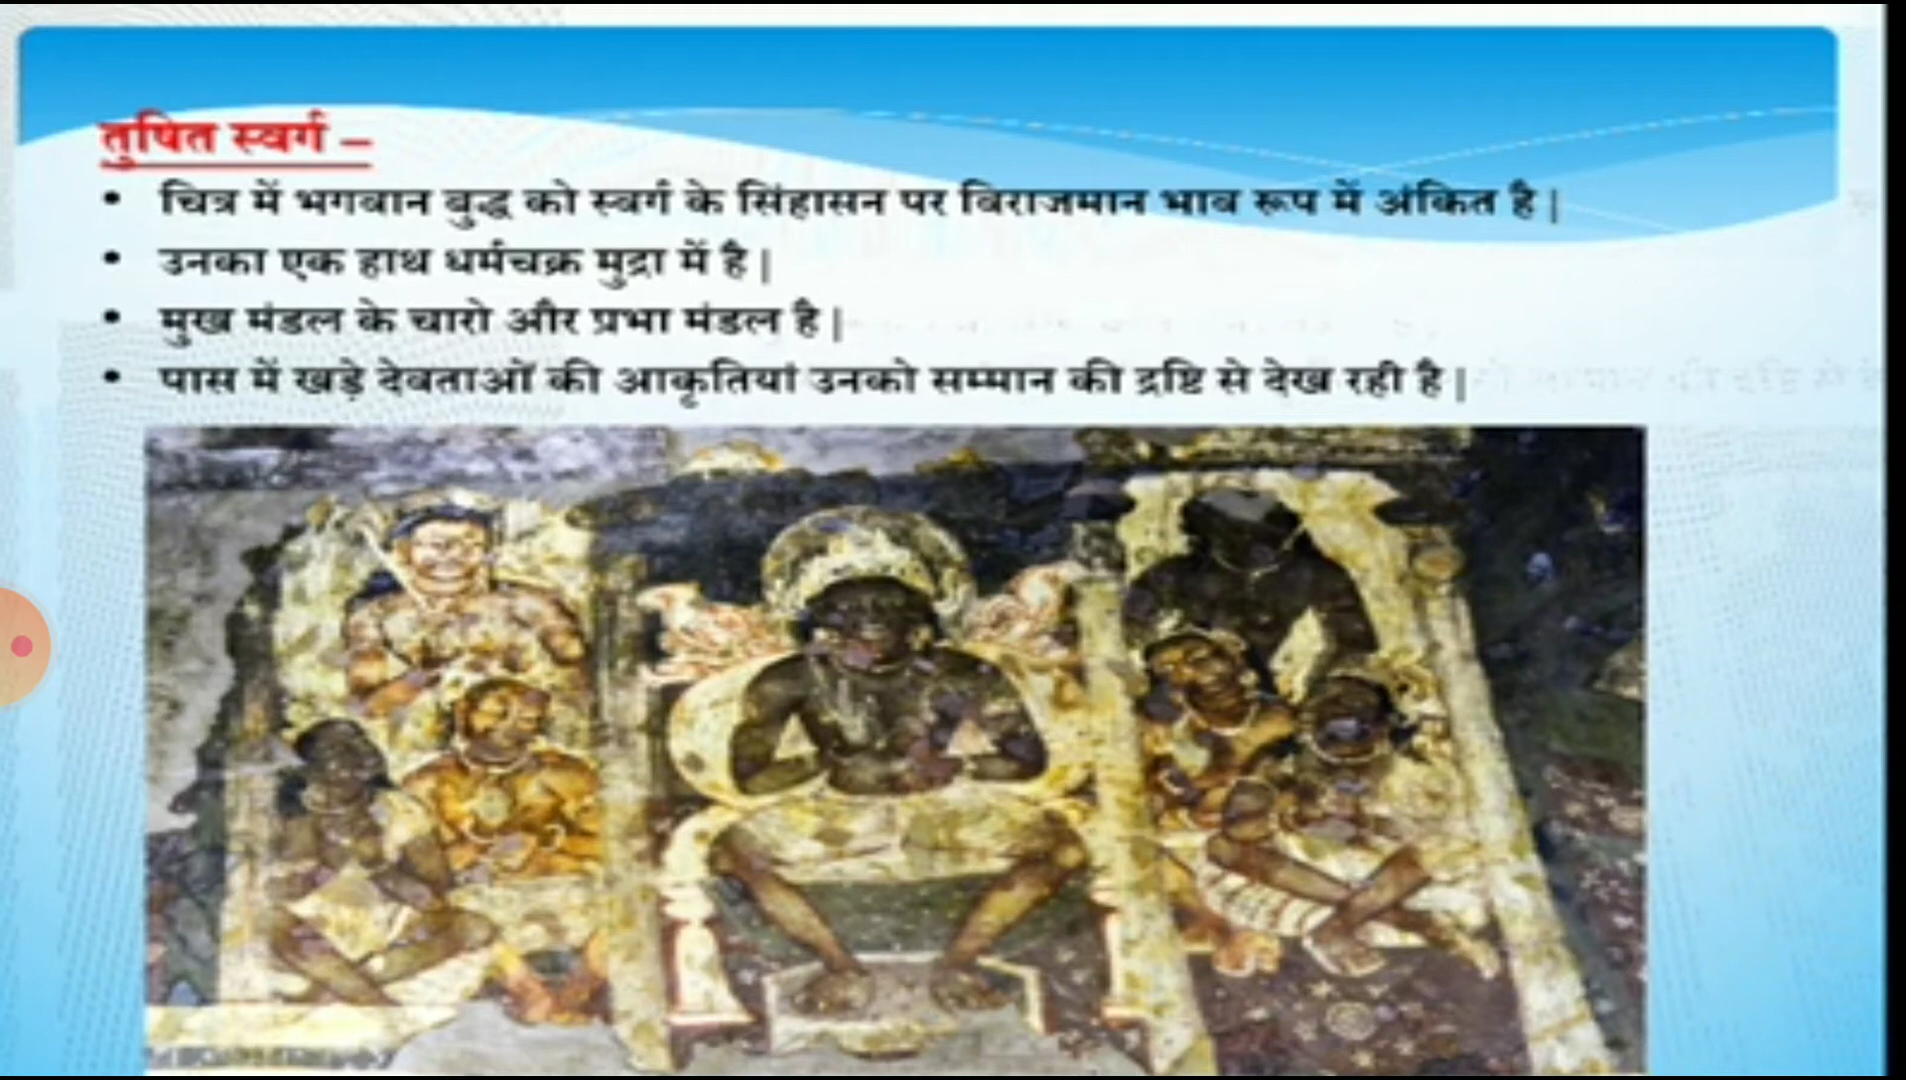 तुषित स्वर्ग –
• चित्र में भगवान बुद्ध को स्वर्ग के सिंहासन पर विराजमान भाव रूप में अंकित है |
• उनका एक हाथ धर्मचक्र मुद्रा में है |
• मुख मंडल के चारो और प्रभा मंडल है |
• पास में खड़े देवताओं की आकृतियां उनको सम्मान की द्रष्टि से देख रही है |